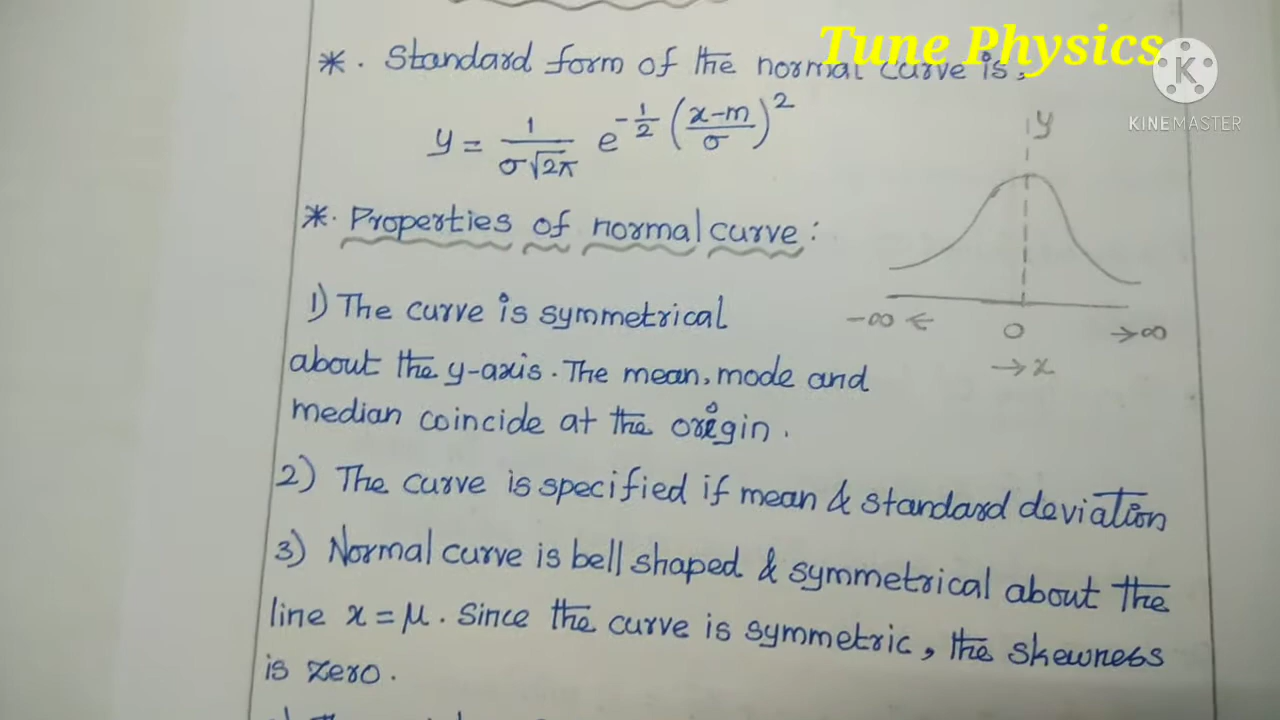 Tune Physics
KINEMASTER
*. Standard form of the normal curve is,
y = 1/(σ√2π) e^{-1/2 ((x-m)/σ)^2}
y
*. Properties of normal curve:
1) The curve is symmetrical
-∞ ← 0 →∞
→ x
about the y-axis. The mean, mode and
median coincide at the origin.
2) The curve is specified if mean & standard deviation
3) Normal curve is bell shaped & symmetrical about the
line x = μ. Since the curve is symmetric, the skewness
is zero.